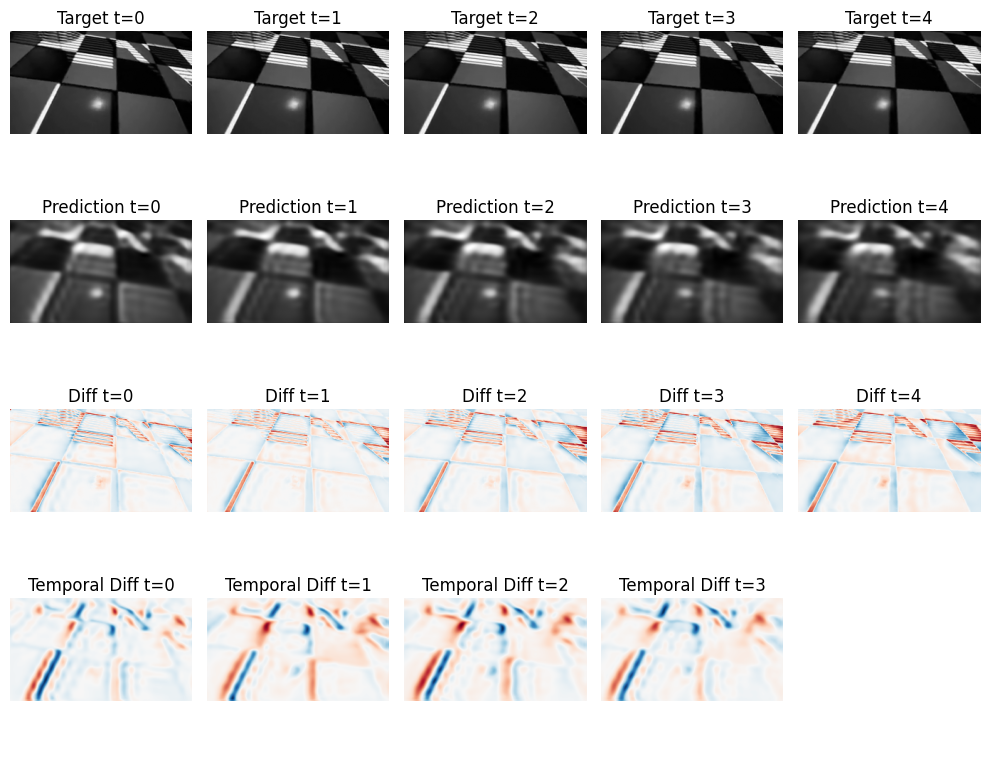 Target t=0 Target t=1 Target t=2 Target t=3 Target t=4
Prediction t=0 Prediction t=1 Prediction t=2 Prediction t=3 Prediction t=4
Diff t=0 Diff t=1 Diff t=2 Diff t=3 Diff t=4
Temporal Diff t=0 Temporal Diff t=1 Temporal Diff t=2 Temporal Diff t=3